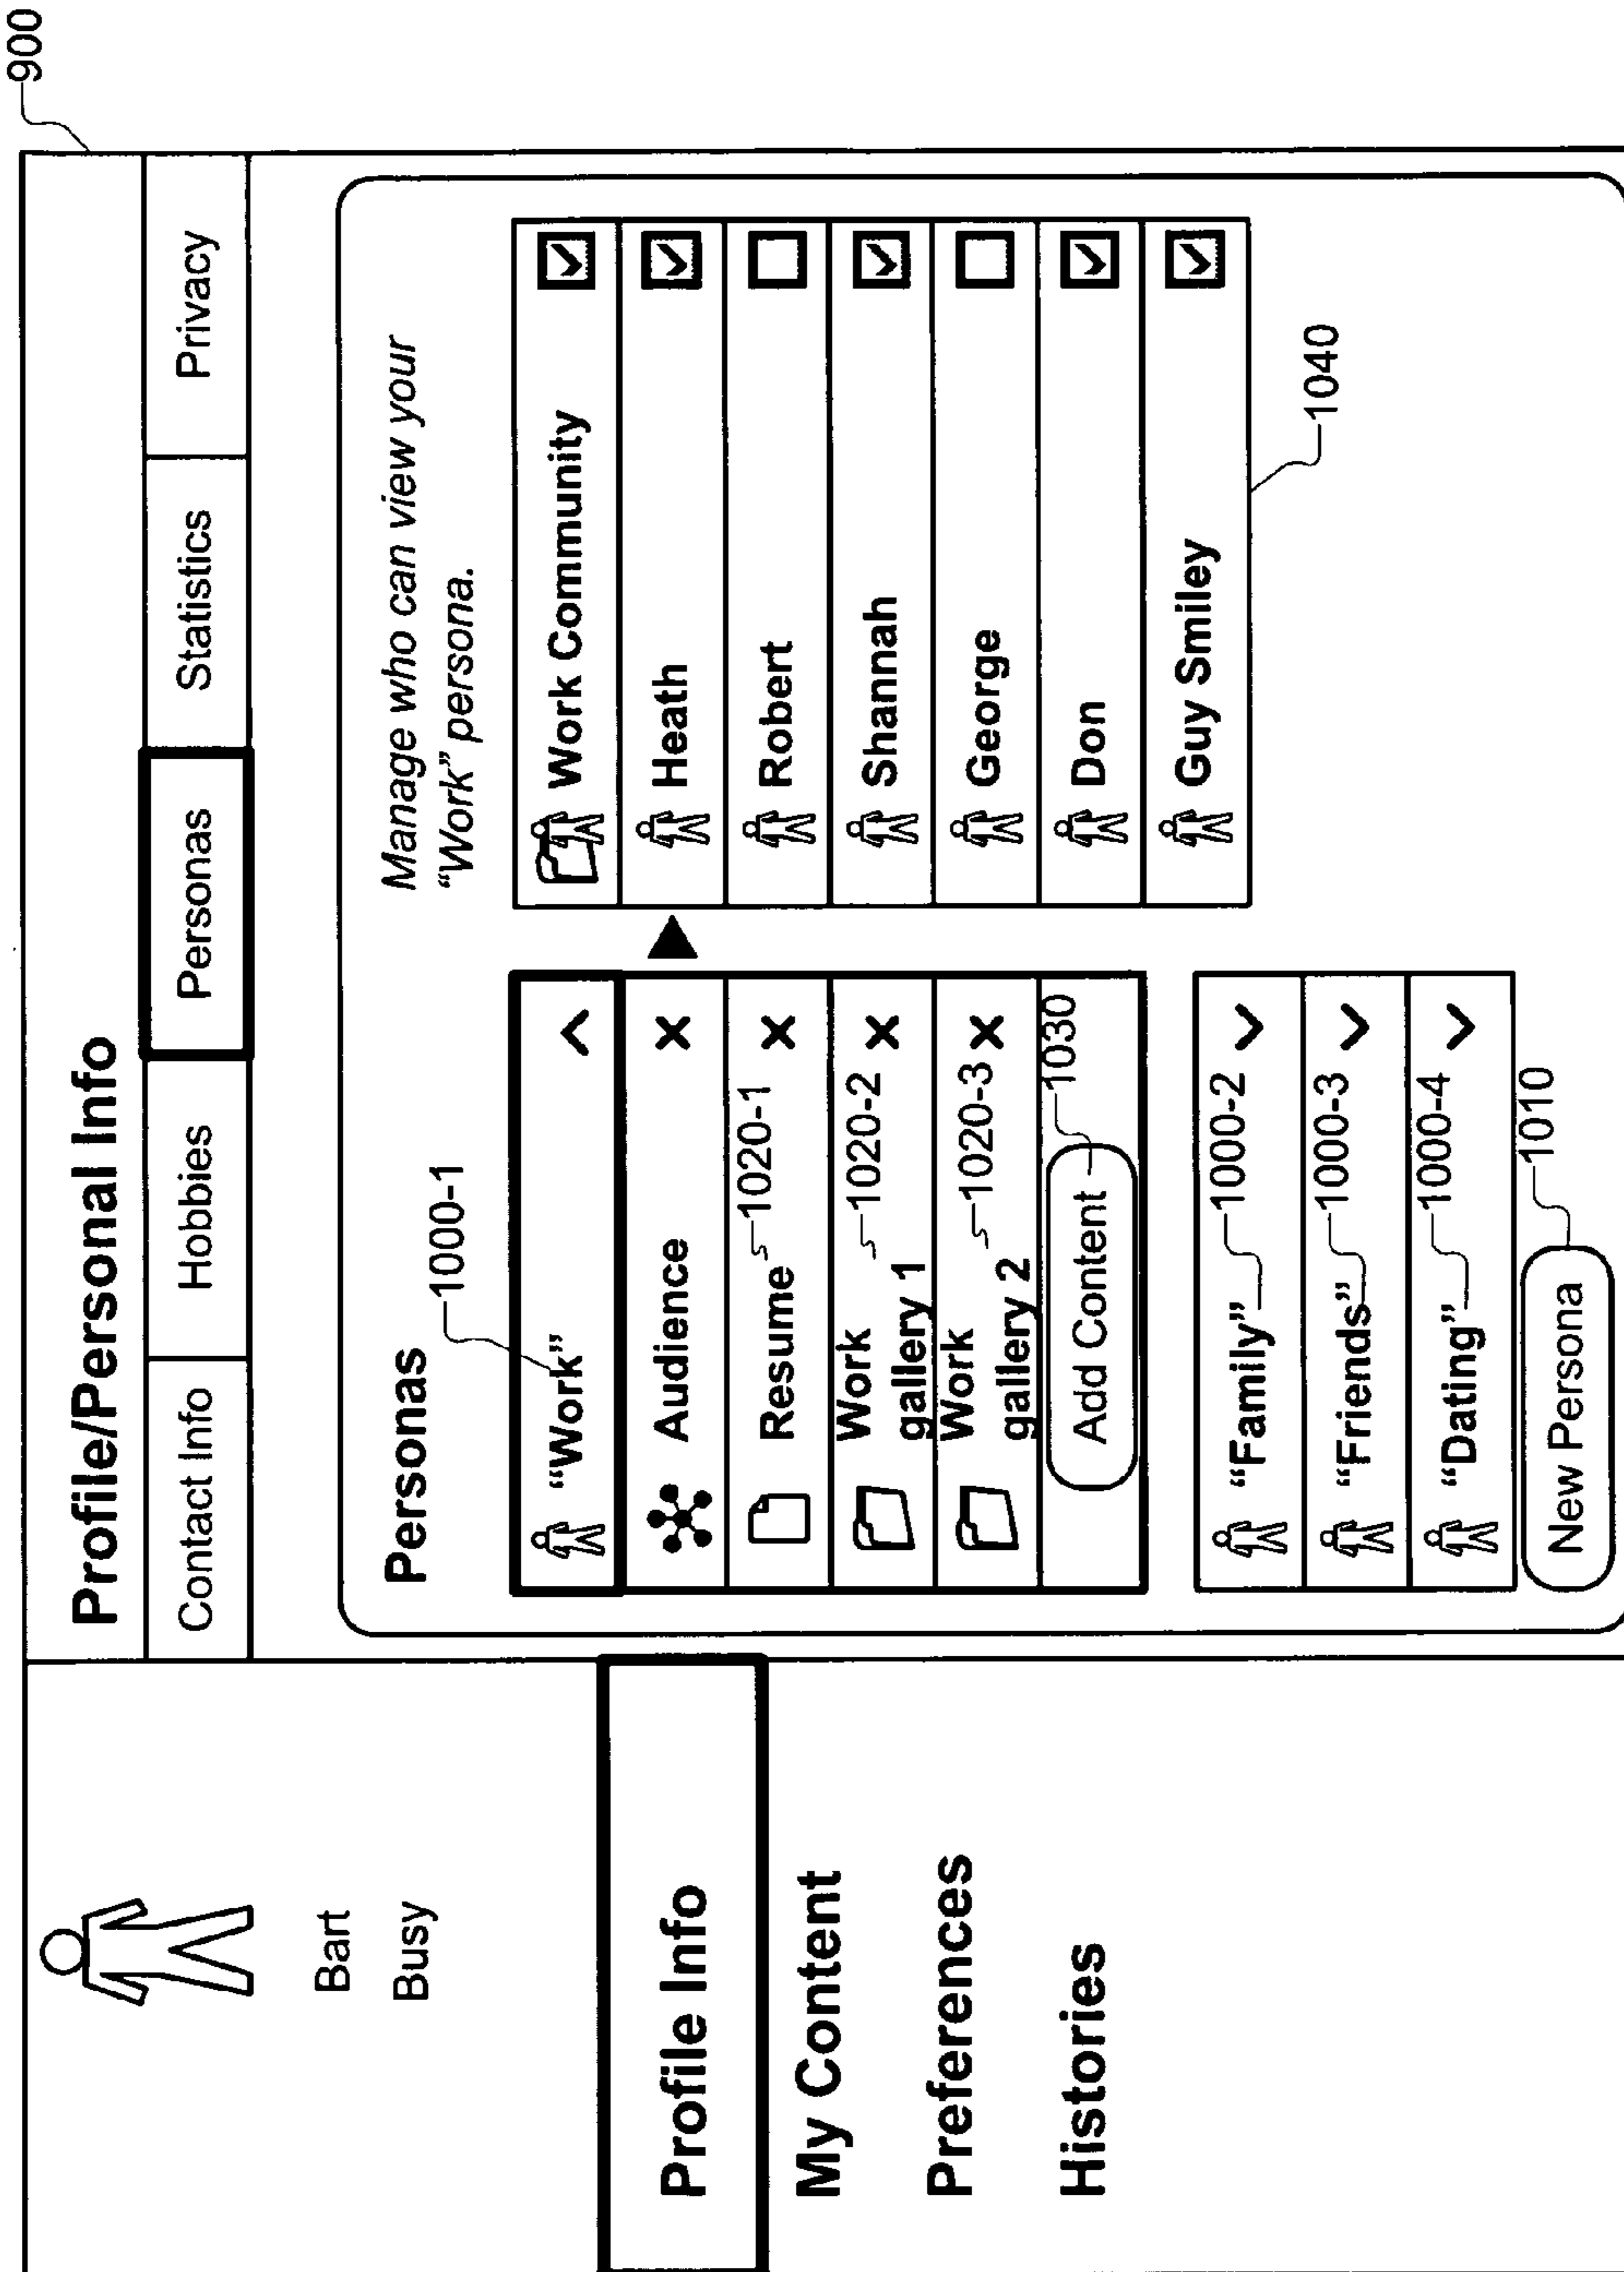 900
Bart
Busy
Profile Info
My Content
Preferences
Histories
Profile/Personal Info
Contact Info
Hobbies
Personas
Statistics
Privacy
Personas
1000-1
“Work”
Audience
Resume 1020-1
Work
gallery 1 1020-2
Work
gallery 2 1020-3
Add Content 1030
“Family” 1000-2
“Friends” 1000-3
“Dating” 1000-4
New Persona 1010
Manage who can view your
“Work” persona.
Work Community
Heath
Robert
Shannah
George
Don
Guy Smiley
1040